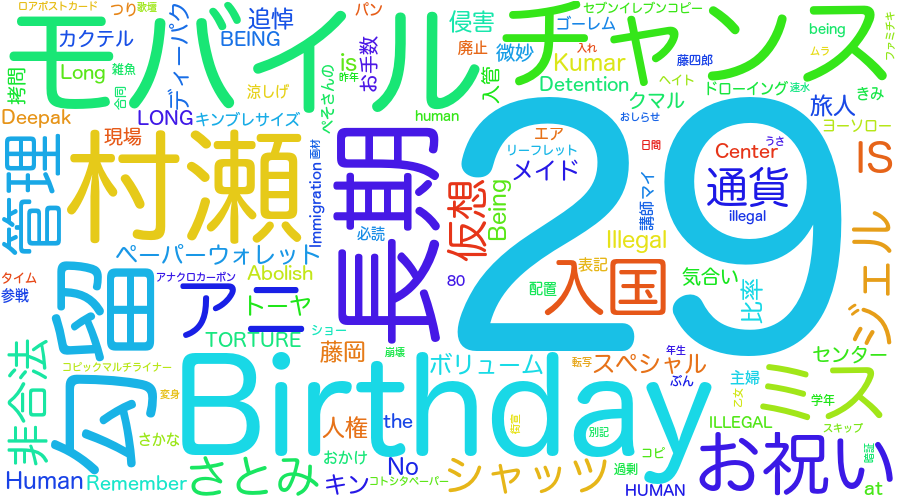 ロアポストカード
つり
歌壇
追悼
モバイル
チャンス
パン
セブンイレブンコピー
入れ
ムラ
being
ファミチキ
カクテル
BEING
侵害
ゴーレム
拷問
Long
雑魚
ディーパク
is
昨年
お手数
廃止
微妙
Kumar
藤四郎
ヘイト
合同
涼しげ
ぺそさんの
入管
Detention
ドローイング
速水
きみ
Deepak
LONG
キンブレサイズ
human
クマル
おしらせ
旅人
ヨーソロー
管理
村瀬
現場
画材
Immigration
長期
29
エア
リーフレット
メイド
日間
Center
うさ
通貨
illegal
IS
仮想
Being
講師マイ
必読
ペーパーウォレット
Illegal
ジェル
タイム
参戦
アナクロカーボン
Abolish
80
表記
配置
入国
気合い
比率
勾留
アニ
トーヤ
TORTURE
ショー
藤岡
崩壊
ボリューム
転写
スペシャル
年生
ぶん
センター
非合法
コピックマルチライナー
変身
Birthday
主婦
乙女
学年
ミス
さかな
人権
the
向宣
別記
ILLEGAL
スキップ
Human
Remember
さとみ
おかけ
キン
No
コトシタペーパー
シャッツ
コピ
過剰
HUMAN
お祝い
at